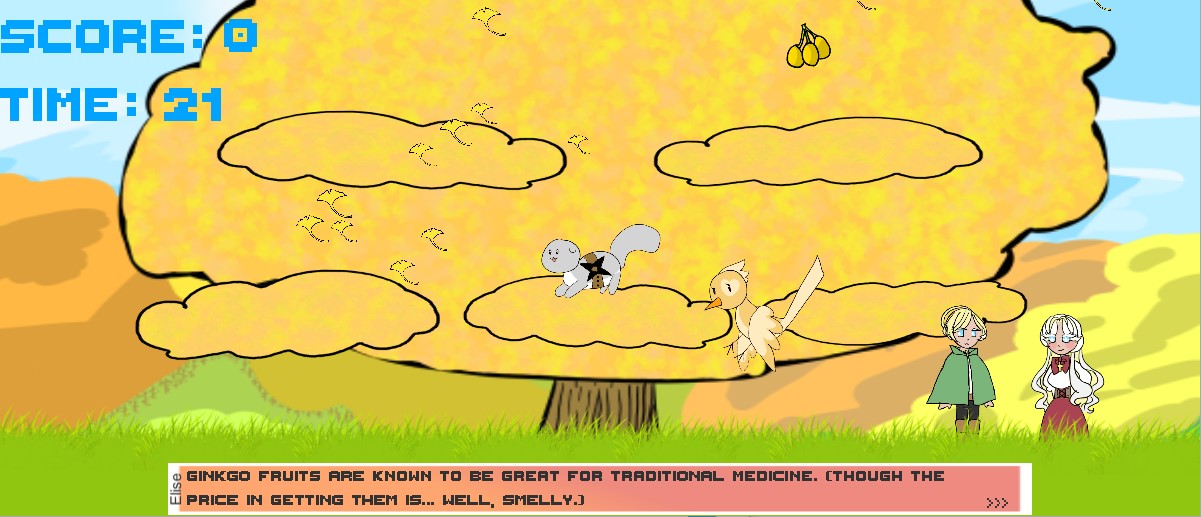 SCORE: 0
TIME: 21
Elise
GINKGO FRUITS ARE KNOWN TO BE GREAT FOR TRADITIONAL MEDICINE. (THOUGH THE
PRICE IN GETTING THEM IS... WELL, SMELLY.)
>>>